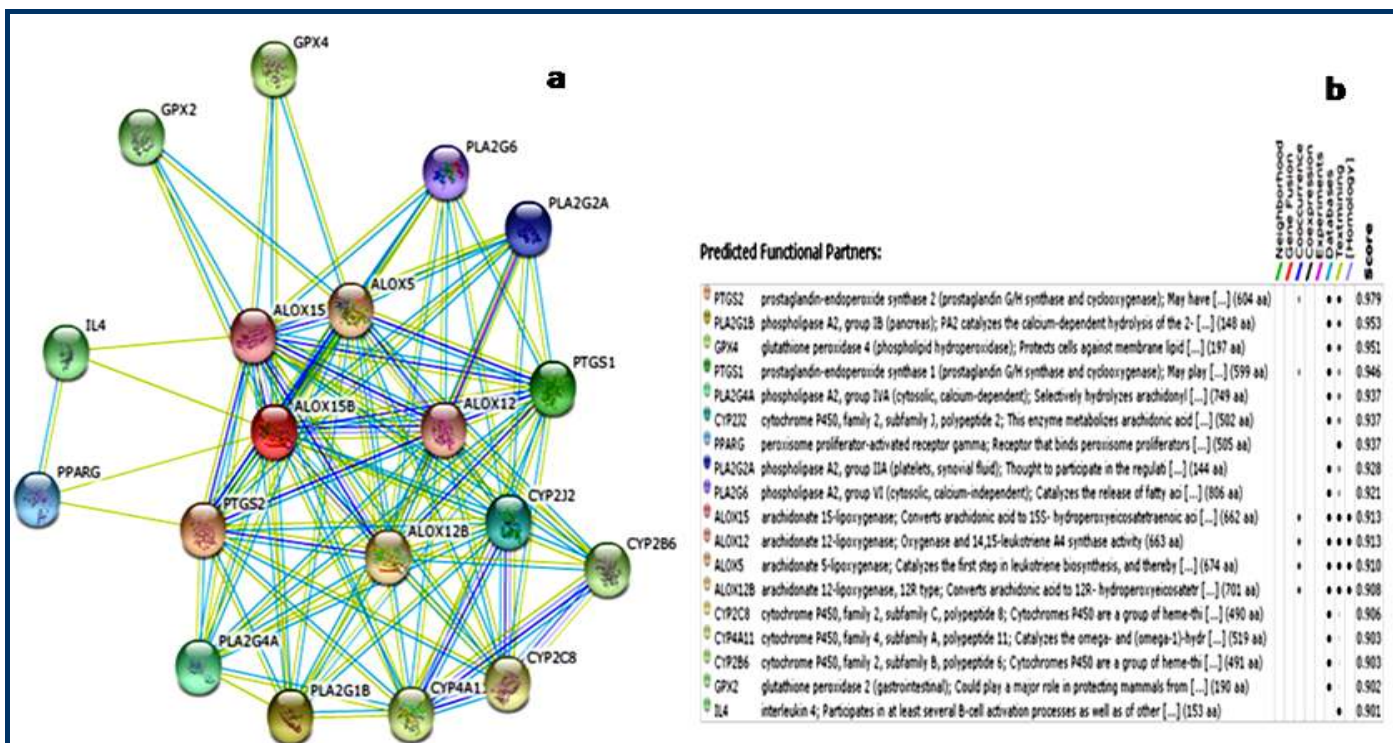 GPX4
a
GPX2
PLA2G6
PLA2G2A
ALOX5
ALOX15
IL4
PTGS1
ALOX15B
ALOX12
PPARG
PTGS2
CYP2J2
ALOX12B
CYP2B6
PLA2G4A
CYP2C8
PLA2G1B
CYP4A11
b
Neighborhood
Gene Fusion
Cooccurrence
Coexpression
Experiments
Databases
Textmining
[Homology]
Score
Predicted Functional Partners:
PTGS2 prostaglandin-endoperoxide synthase 2 (prostaglandin G/H synthase and cyclooxygenase); May have [...] (604 aa) 0.979
PLA2G1B phospholipase A2, group IB (pancreas); PA2 catalyzes the calcium-dependent hydrolysis of the 2- [...] (148 aa) 0.953
GPX4 glutathione peroxidase 4 (phospholipid hydroperoxidase); Protects cells against membrane lipid [...] (197 aa) 0.951
PTGS1 prostaglandin-endoperoxide synthase 1 (prostaglandin G/H synthase and cyclooxygenase); May play [...] (599 aa) 0.946
PLA2G4A phospholipase A2, group IVA (cytosolic, calcium-dependent); Selectively hydrolyzes arachidonyl [...] (749 aa) 0.937
CYP2J2 cytochrome P450, family 2, subfamily J, polypeptide 2; This enzyme metabolizes arachidonic acid [...] (502 aa) 0.937
PPARG peroxisome proliferator-activated receptor gamma; Receptor that binds peroxisome proliferators [...] (505 aa) 0.937
PLA2G2A phospholipase A2, group IIA (platelets, synovial fluid); Thought to participate in the regulati [...] (144 aa) 0.928
PLA2G6 phospholipase A2, group VI (cytosolic, calcium-independent); Catalyzes the release of fatty aci [...] (806 aa) 0.921
ALOX15 arachidonate 15-lipoxygenase; Converts arachidonic acid to 15S- hydroperoxyeicosatetraenoic aci [...] (662 aa) 0.913
ALOX12 arachidonate 12-lipoxygenase; Oxygenase and 14,15-leukotriene A4 synthase activity (663 aa) 0.913
ALOX5 arachidonate 5-lipoxygenase; Catalyzes the first step in leukotriene biosynthesis, and thereby [...] (674 aa) 0.910
ALOX12B arachidonate 12-lipoxygenase, 12R type; Converts arachidonic acid to 12R- hydroperoxyeicosatetr [...] (701 aa) 0.908
CYP2C8 cytochrome P450, family 2, subfamily C, polypeptide 8; Cytochromes P450 are a group of heme-thi [...] (490 aa) 0.906
CYP4A11 cytochrome P450, family 4, subfamily A, polypeptide 11; Catalyzes the omega- and (omega-1)-hydr [...] (519 aa) 0.903
CYP2B6 cytochrome P450, family 2, subfamily B, polypeptide 6; Cytochromes P450 are a group of heme-thi [...] (491 aa) 0.903
GPX2 glutathione peroxidase 2 (gastrointestinal); Could play a major role in protecting mammals from [...] (190 aa) 0.902
IL4 interleukin 4; Participates in at least several B-cell activation processes as well as of other [...] (153 aa) 0.901